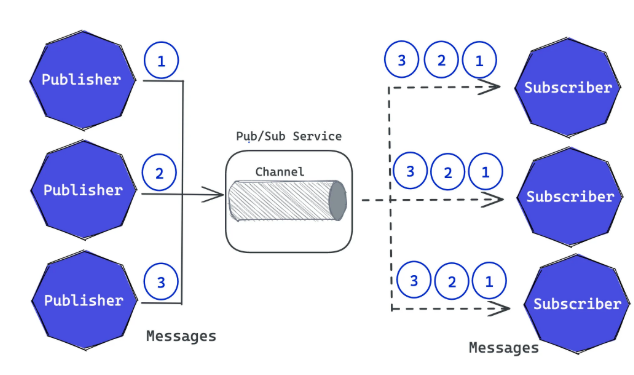 1
3 2 1
Publisher
Subscriber
Pub/Sub Service
2
Channel
3 2 1
Publisher
Subscriber
3
3 2 1
Publisher
Subscriber
Messages
Messages